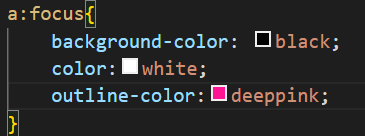 a:focus{
background-color: black;
color: white;
outline-color: deeppink;
}